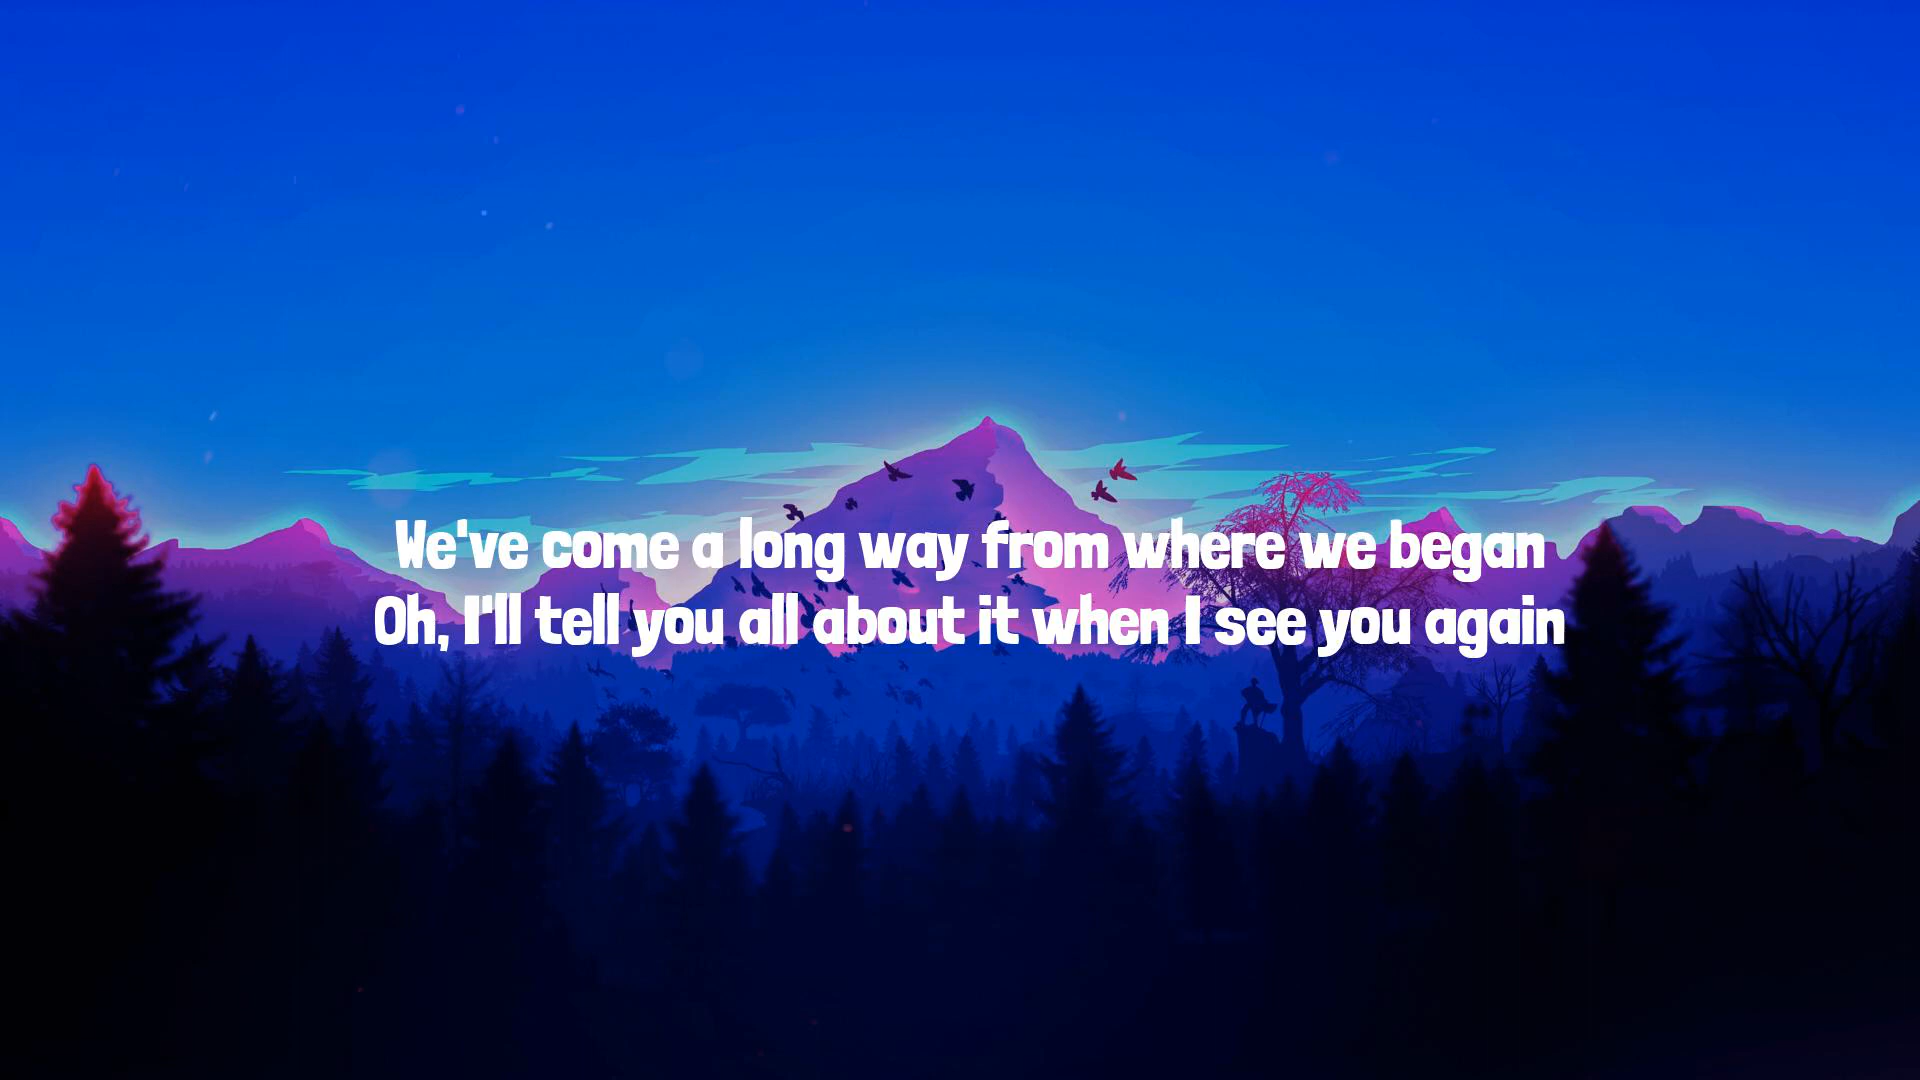 We've come a long way from where we began
Oh, I'll tell you all about it when I see you again